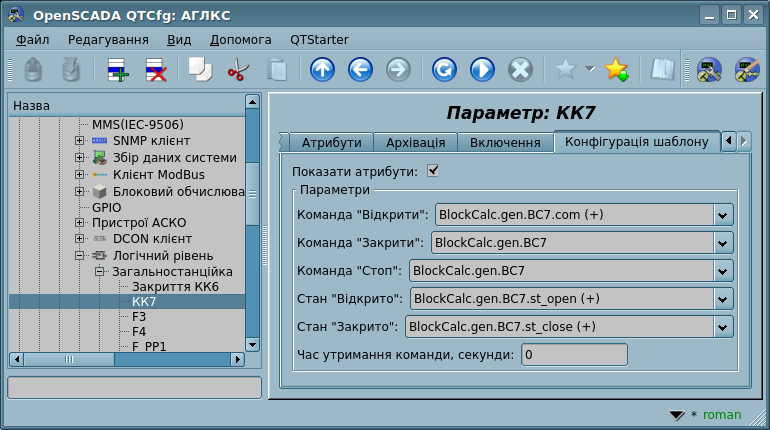 OpenSCADA QTCfg: АГЛКС
Файл Редагування Вид Допомога QTStarter
Назва
MMS(IEC-9506)
SNMP клієнт
Збір даних системи
Клієнт ModBus
Блоковий обчислюва
GPIO
Пристрої АСКО
DCON клієнт
Логічний рівень
Загальностанційка
Закриття КК6
КК7
F3
F4
F_PP1
Параметр: КК7
Атрибути Архівація Включення Конфігурація шаблону
Показати атрибути:
Параметри
Команда "Відкрити": BlockCalc.gen.BC7.com (+)
Команда "Закрити": BlockCalc.gen.BC7
Команда "Стоп": BlockCalc.gen.BC7
Стан "Відкрито": BlockCalc.gen.BC7.st_open (+)
Стан "Закрито": BlockCalc.gen.BC7.st_close (+)
Час утримання команди, секунди: 0
* roman